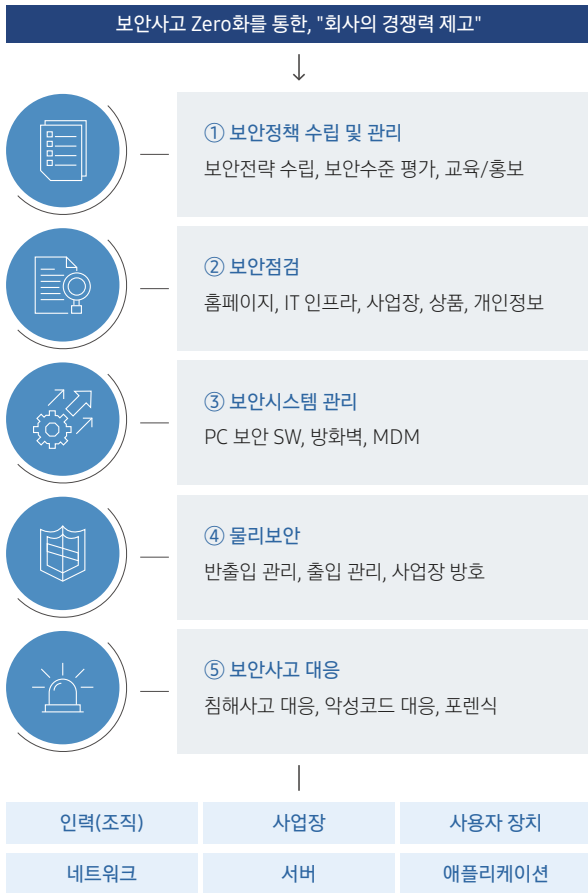 보안사고 Zero화를 통한, "회사의 경쟁력 제고"
① 보안정책 수립 및 관리
보안전략 수립, 보안수준 평가, 교육/홍보
② 보안점검
홈페이지, IT 인프라, 사업장, 상품, 개인정보
③ 보안시스템 관리
PC 보안 SW, 방화벽, MDM
④ 물리보안
반출입 관리, 출입 관리, 사업장 방호
⑤ 보안사고 대응
침해사고 대응, 악성코드 대응, 포렌식
인력(조직) 사업장 사용자 장치
네트워크 서버 애플리케이션